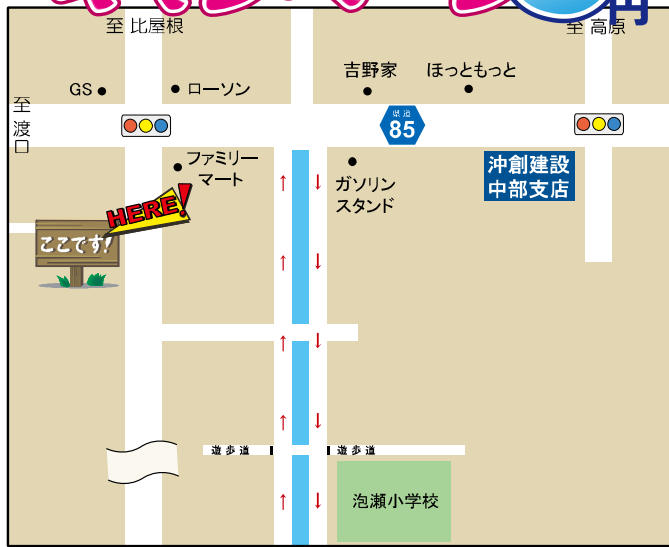 円
至 比屋根
至 高原
吉野家
ほっともっと
GS
ローソン
至
渡
口
県道
85
ファミリー
マート
ガソリン
スタンド
沖創建設
中部支店
HERE!
ここです!
遊歩道
遊歩道
泡瀬小学校